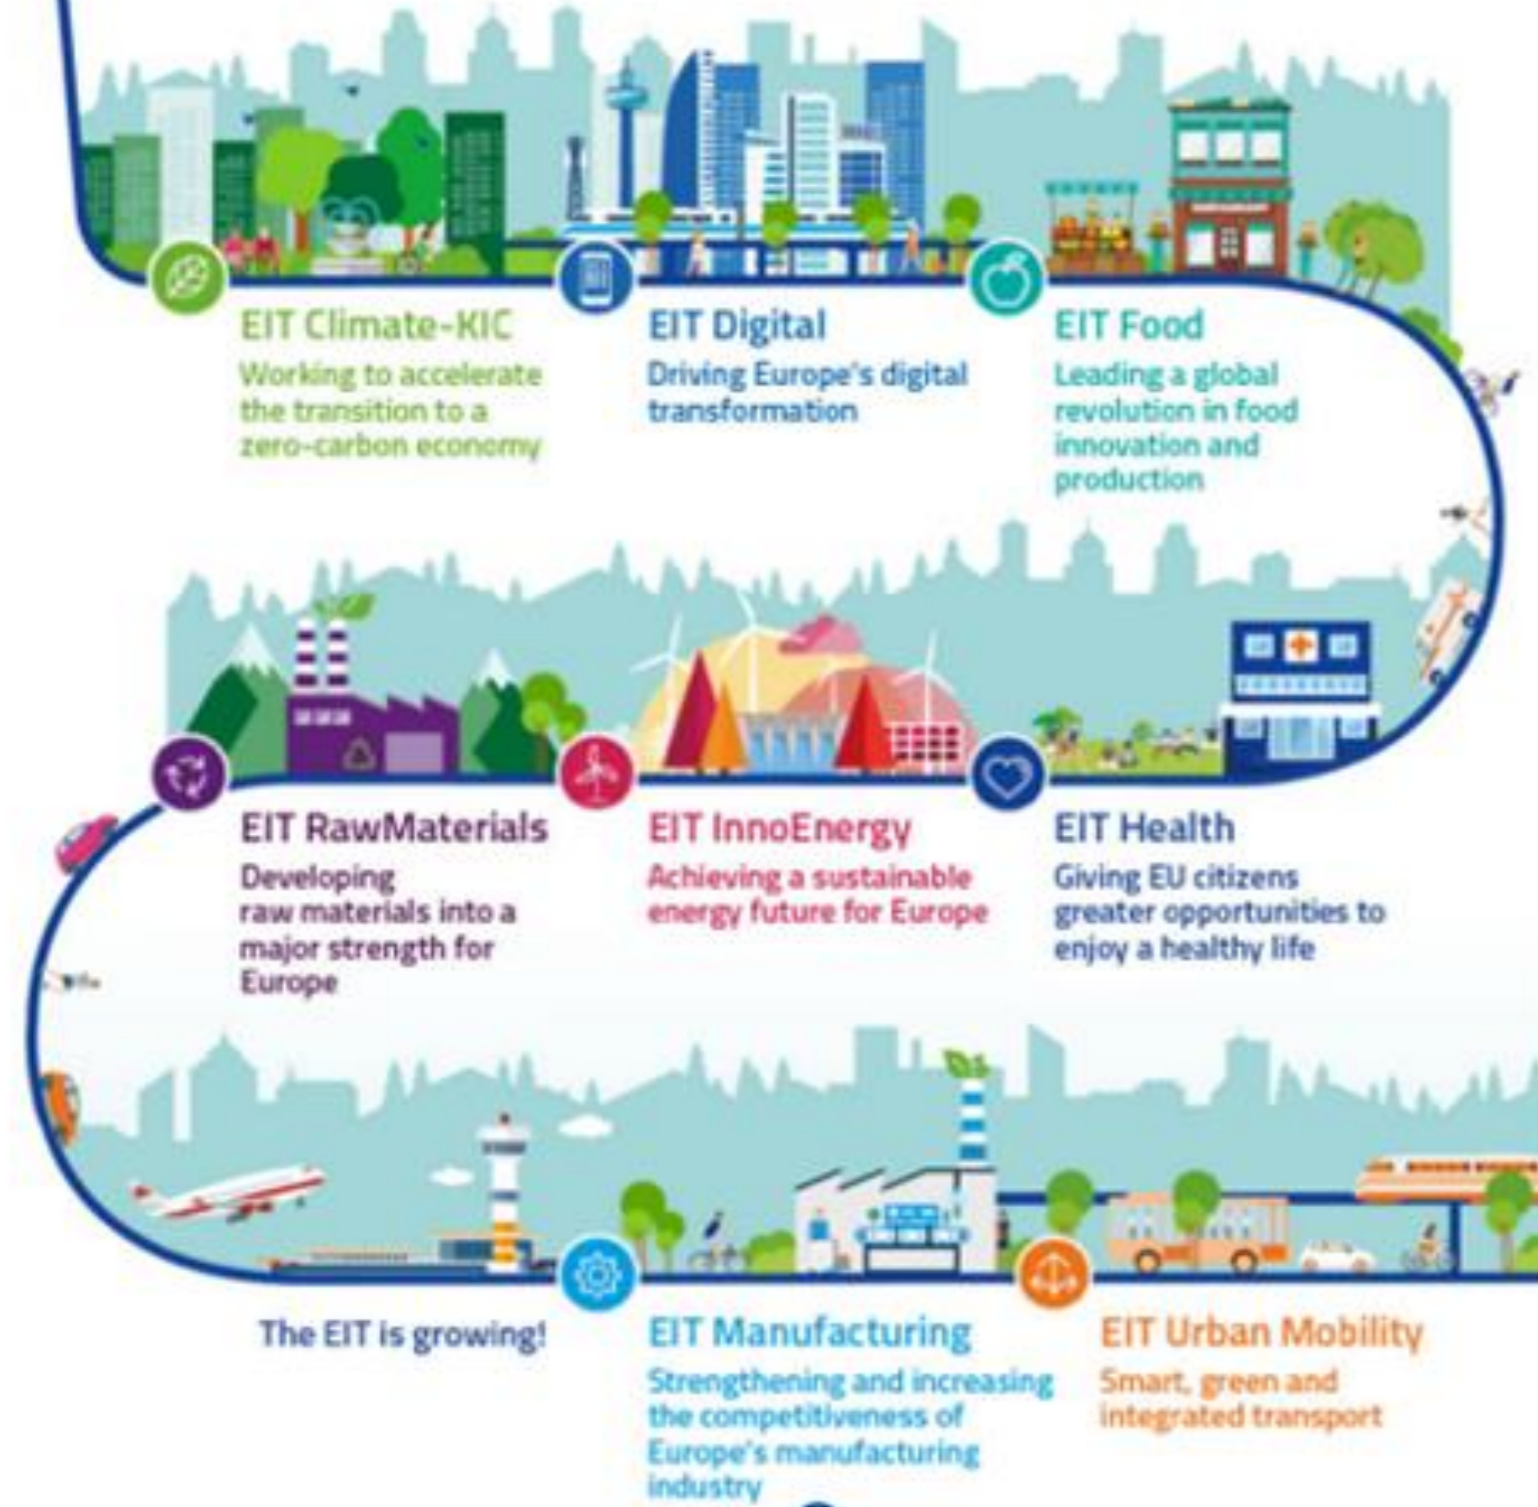 EIT Climate-KIC
Working to accelerate
the transition to a
zero-carbon economy
EIT Digital
Driving Europe's digital
transformation
EIT Food
Leading a global
revolution in food
innovation and
production
EIT RawMaterials
Developing
raw materials into a
major strength for
Europe
EIT InnoEnergy
Achieving a sustainable
energy future for Europe
EIT Health
Giving EU citizens
greater opportunities to
enjoy a healthy life
The EIT is growing!
EIT Manufacturing
Strengthening and increasing
the competitiveness of
Europe's manufacturing
industry
EIT Urban Mobility
Smart, green and
integrated transport